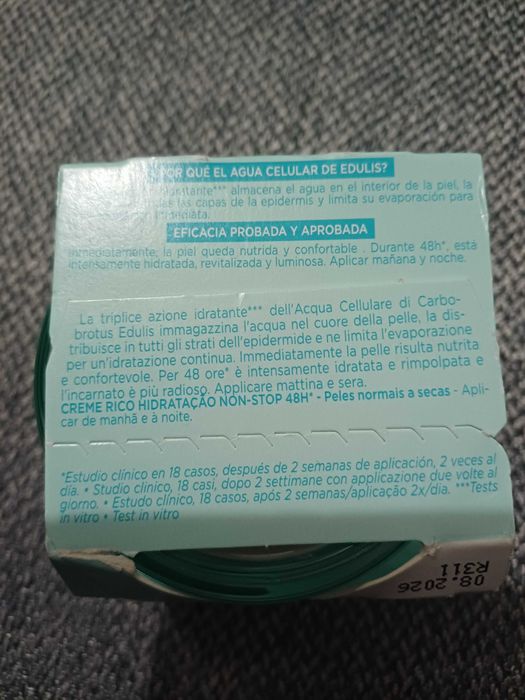 POR QUÉ EL AGUA CELULAR DE EDULIS?
almacena el agua en el interior de la piel, la
las capas de la epidermis y limita su evaporación para
EFICACIA PROBADA Y APROBADA
Inmediatamente, la piel queda nutrida y confortable . Durante 48h*, está
intensamente hidratada, revitalizada y luminosa. Aplicar mañana y noche.
La triplice azione idratante*** dell'Acqua Cellulare di Carbo-
brotus Edulis immagazzina l'acqua nel cuore della pelle, la dis-
tribuisce in tutti gli strati dell'epidermide e ne limita l'evaporazione
per un'idratazione continua. Immediatamente la pelle risulta nutrita
e confortevole. Per 48 ore* è intensamente idratata e rimpolpata e
l'incarnato è più radioso. Applicare mattina e sera.
CREME RICO HIDRATAÇÃO NON-STOP 48H* - Peles normais a secas - Apli-
car de manhã e à noite.
*Estudio clínico en 18 casos, después de 2 semanas de aplicación, 2 veces al
día. • Studio clinico, 18 casi, dopo 2 settimane con applicazione due volte al
giorno. • Estudo clínico, 18 casos, após 2 semanas/aplicação 2x/dia. ***Tests
in vitro • Test in vitro
08.2026
R311